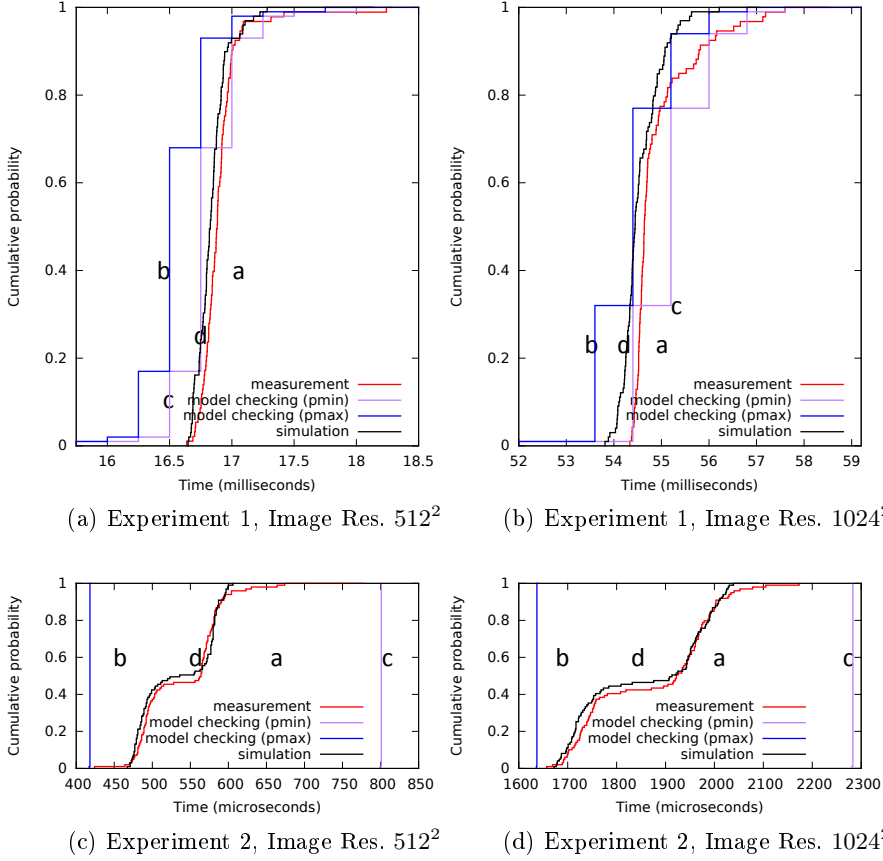 1
0.8
0.6
0.4
0.2
0
Cumulative probability
b
a
d
c
measurement
model checking (pmin)
model checking (pmax)
simulation
16 16.5 17 17.5 18 18.5
Time (milliseconds)
(a) Experiment 1, Image Res. 512²
1
0.8
0.6
0.4
0.2
0
Cumulative probability
c
b
d
a
measurement
model checking (pmin)
model checking (pmax)
simulation
52 53 54 55 56 57 58 59
Time (milliseconds)
(b) Experiment 1, Image Res. 1024²
1
0.8
0.6
0.4
0.2
0
Cumulative probability
b
d
a
c
measurement
model checking (pmin)
model checking (pmax)
simulation
400 450 500 550 600 650 700 750 800 850
Time (microseconds)
(c) Experiment 2, Image Res. 512²
1
0.8
0.6
0.4
0.2
0
Cumulative probability
b
d
a
c
measurement
model checking (pmin)
model checking (pmax)
simulation
1600 1700 1800 1900 2000 2100 2200 2300
Time (microseconds)
(d) Experiment 2, Image Res. 1024²